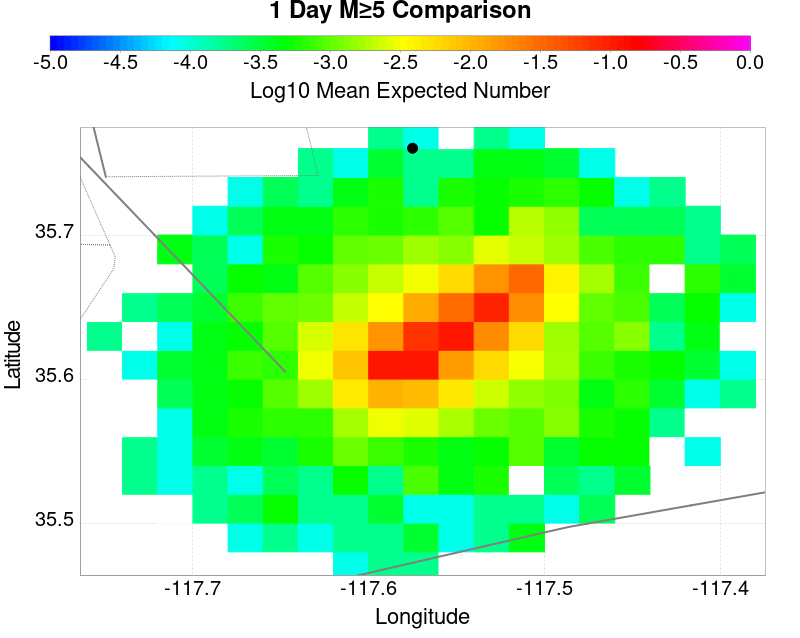 1 Day M≥5 Comparison
-5.0 -4.5 -4.0 -3.5 -3.0 -2.5 -2.0 -1.5 -1.0 -0.5 0.0
Log10 Mean Expected Number
35.7
35.6
35.5
Latitude
-117.7 -117.6 -117.5 -117.4
Longitude